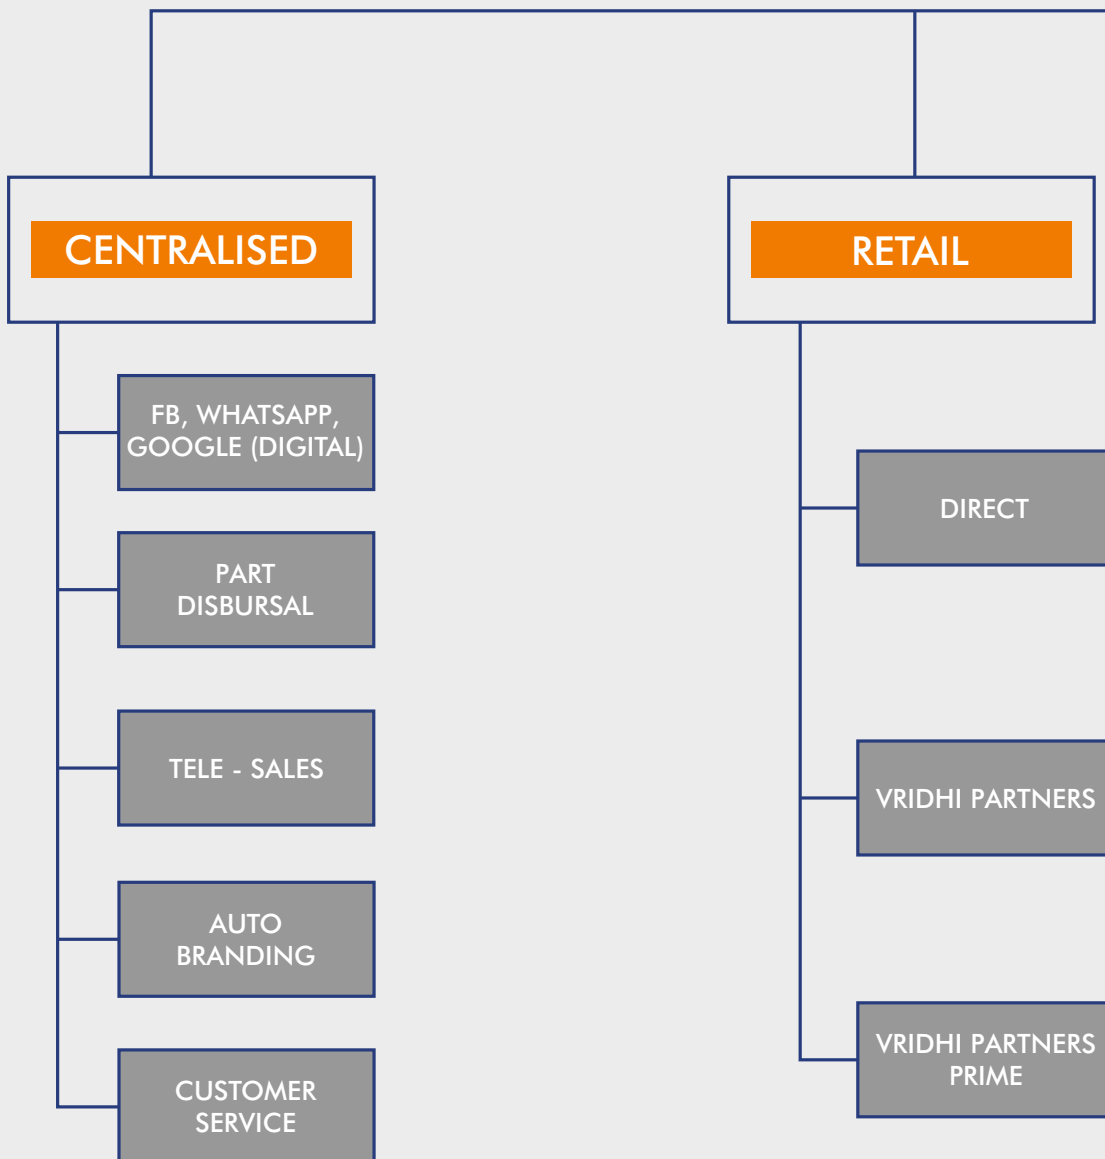 CENTRALISED
FB, WHATSAPP,
GOOGLE (DIGITAL)
PART
DISBURSAL
TELE - SALES
AUTO
BRANDING
CUSTOMER
SERVICE
RETAIL
DIRECT
VRIDHI PARTNERS
VRIDHI PARTNERS
PRIME